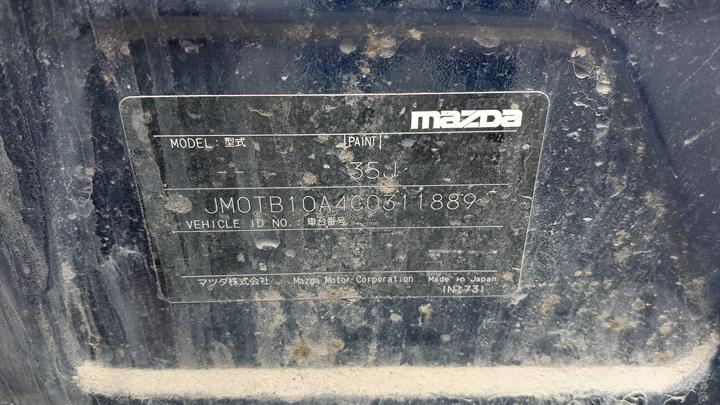 mazda
MODEL : 型式 PAINT
-- 35J
JM0TB10A4C0311889
VEHICLE ID NO. : 車台番号
マツダ株式会社 Mazda Motor Corporation Made in Japan
(N173)